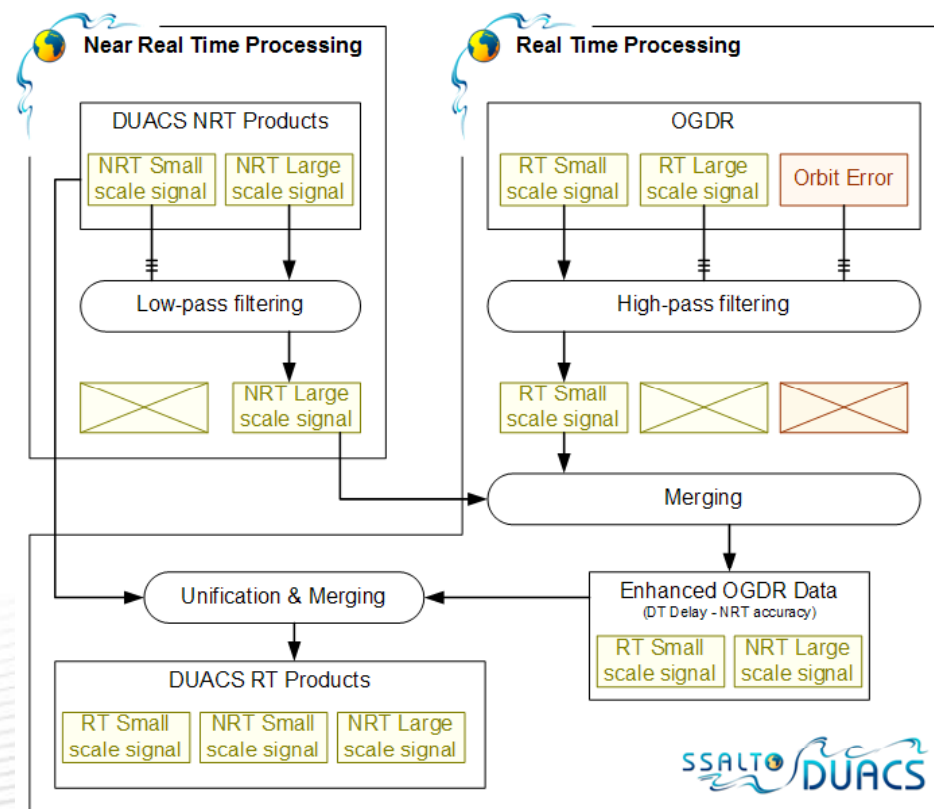 Near Real Time Processing
DUACS NRT Products
NRT Small
scale signal
NRT Large
scale signal
Low-pass filtering
NRT Large
scale signal
Real Time Processing
OGDR
RT Small
scale signal
RT Large
scale signal
Orbit Error
High-pass filtering
RT Small
scale signal
Merging
Enhanced OGDR Data
(DT Delay - NRT accuracy)
RT Small
scale signal
NRT Large
scale signal
Unification & Merging
DUACS RT Products
RT Small
scale signal
NRT Small
scale signal
NRT Large
scale signal
SSALTO
DUACS